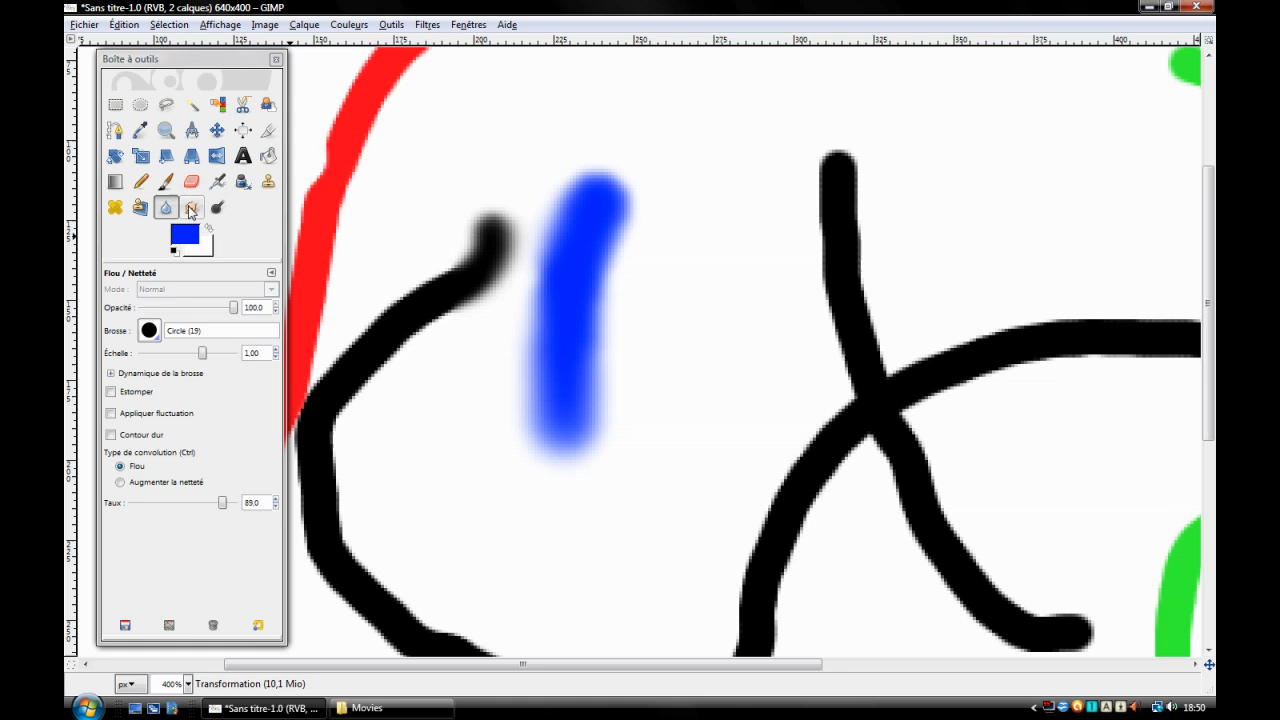 *Sans titre-1.0 (RVB, 2 calques) 640x400 – GIMP
Fichier Édition Sélection Affichage Image Calque Couleurs Outils Filtres Fenêtres Aide
100 125 150 175 200 225 250 275 300 325 350 375 400
Boîte à outils
Flou / Netteté
Mode : Normal
Opacité : 100,0
Brosse : Circle (19)
Échelle : 1,00
Dynamique de la brosse
Estomper
Appliquer fluctuation
Contour dur
Type de convolution (Ctrl)
Flou
Augmenter la netteté
Taux : 89,0
px 400% Transformation (10,1 Mio)
*Sans titre-1.0 (RVB, ... Movies 18:50